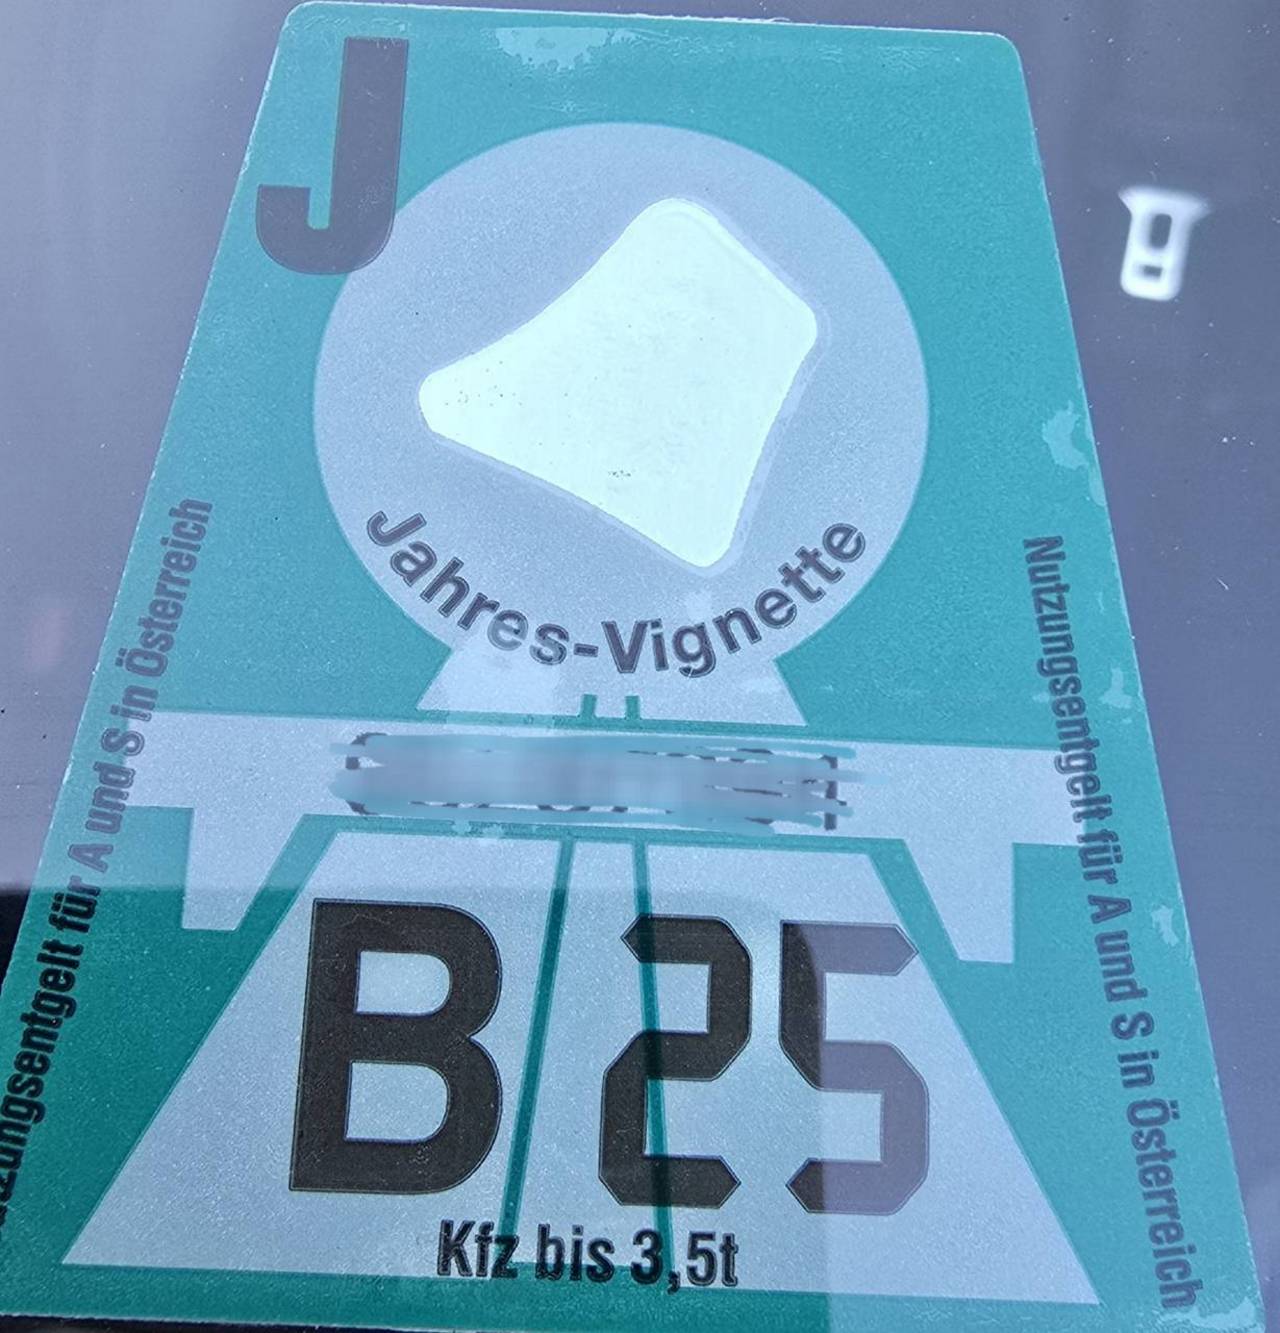 J
Jahres-Vignette
Nutzungsentgelt für A und S in Österreich
B 25
Kfz bis 3,5t
Nutzungsentgelt für A und S in Österreich